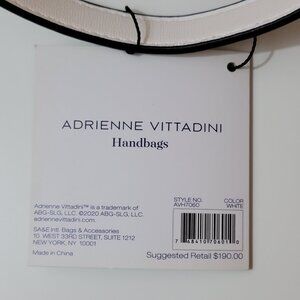 ADRIENNE VITTADINI
Handbags
Adrienne Vittadini™ is a trademark of
ABG-SLG, LLC. ©2020 ABG-SLG, LLC.
adriennevittadini.com
SA&E Intl. Bags & Accessories
10 WEST 33RD STREET, SUITE 1212
NEW YORK, NY 10001
Made in China
STYLE NO.
AVH7060
COLOR
WHITE
Suggested Retail $190.00